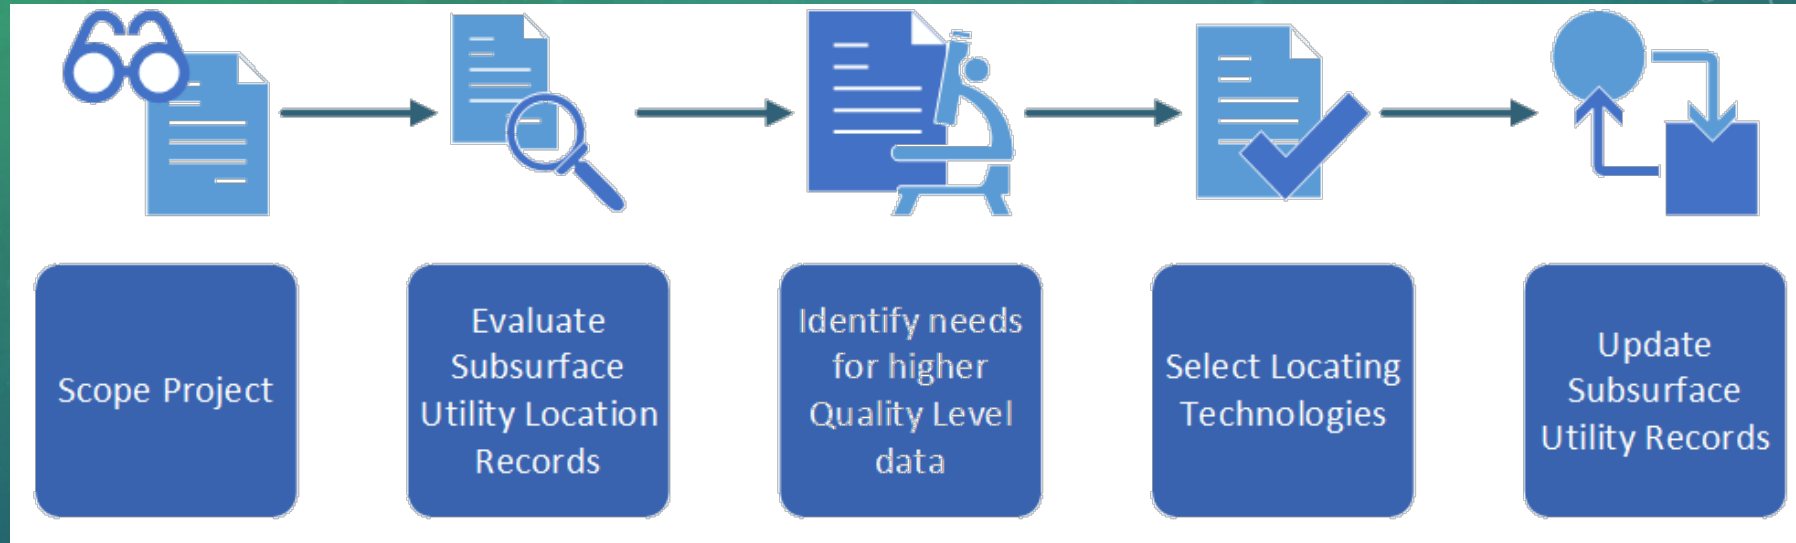 Scope Project
Evaluate
Subsurface
Utility Location
Records
Identify needs
for higher
Quality Level
data
Select Locating
Technologies
Update
Subsurface
Utility Records